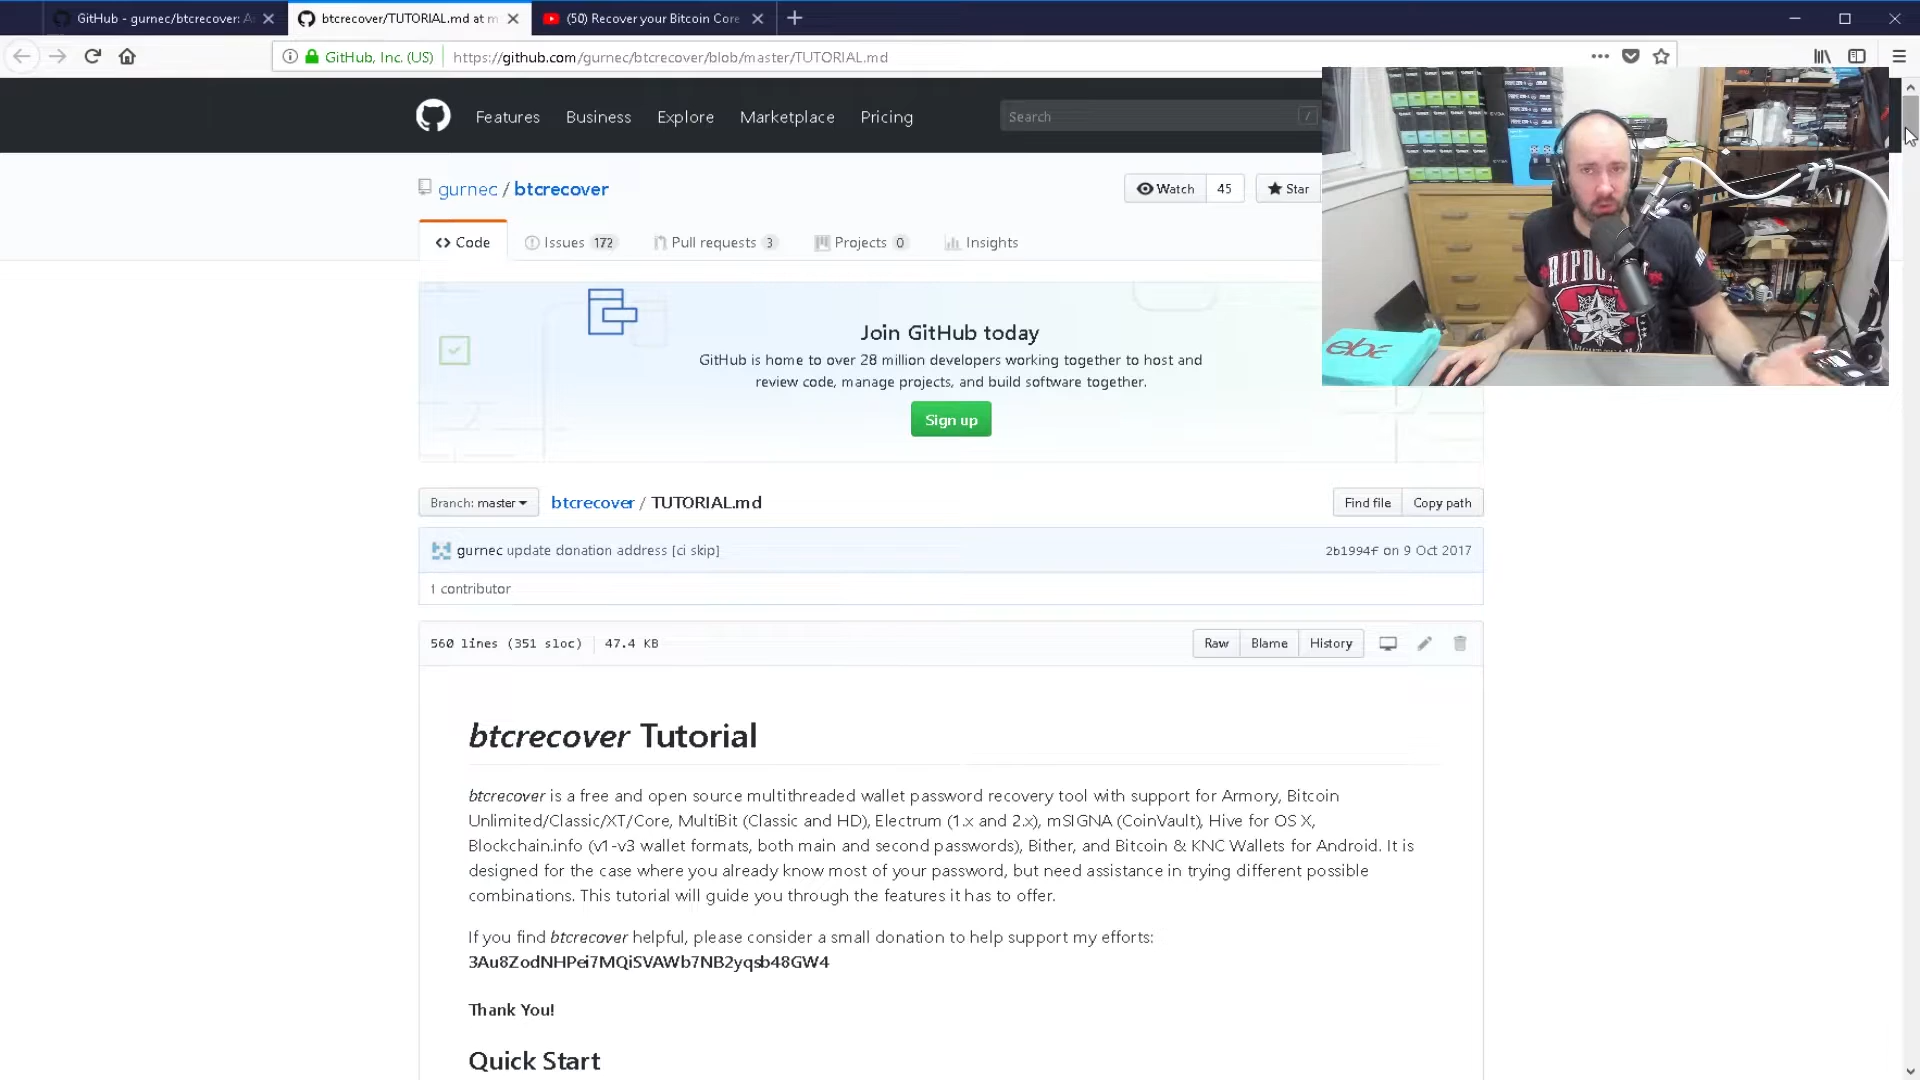 GitHub - gurnec/btcrecover: A
btcrecover/TUTORIAL.md at m
(50) Recover your Bitcoin Core
GitHub, Inc. (US)
https://github.com/gurnec/btcrecover/blob/master/TUTORIAL.md
Features
Business
Explore
Marketplace
Pricing
Search
/
gurnec / btcrecover
Watch
45
Star
Code
Issues 172
Pull requests 3
Projects 0
Insights
Join GitHub today
GitHub is home to over 28 million developers working together to host and
review code, manage projects, and build software together.
Sign up
Branch: master
btcrecover / TUTORIAL.md
Find file
Copy path
gurnec update donation address [ci skip]
2b1994f on 9 Oct 2017
1 contributor
560 lines (351 sloc)
47.4 KB
Raw
Blame
History
btcrecover Tutorial
btcrecover is a free and open source multithreaded wallet password recovery tool with support for Armory, Bitcoin
Unlimited/Classic/XT/Core, MultiBit (Classic and HD), Electrum (1.x and 2.x), mSIGNA (CoinVault), Hive for OS X,
Blockchain.info (v1-v3 wallet formats, both main and second passwords), Bither, and Bitcoin & KNC Wallets for Android. It is
designed for the case where you already know most of your password, but need assistance in trying different possible
combinations. This tutorial will guide you through the features it has to offer.
If you find btcrecover helpful, please consider a small donation to help support my efforts:
3Au8ZodNHPei7MQiSVAWb7NB2yqsb48GW4
Thank You!
Quick Start